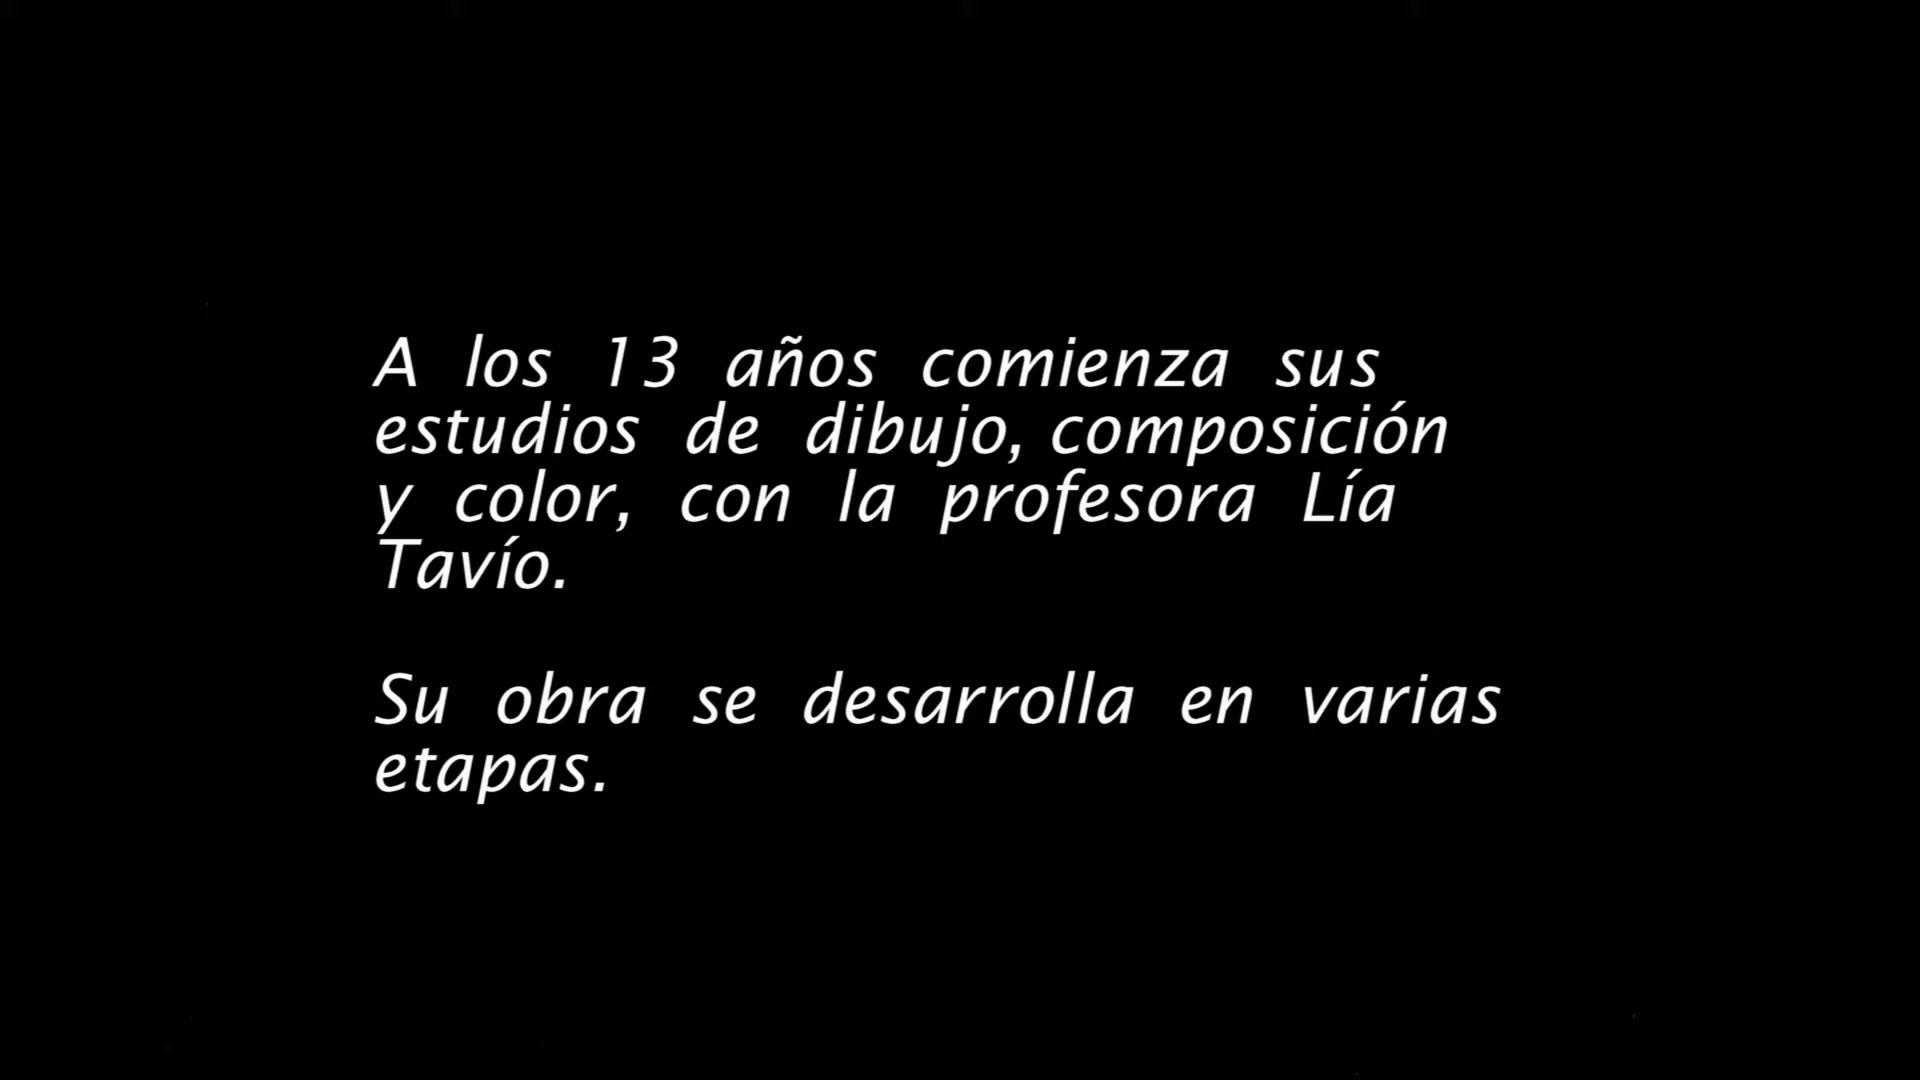 A los 13 años comienza sus
estudios de dibujo, composición
y color, con la profesora Lía
Tavío.
Su obra se desarrolla en varias
etapas.